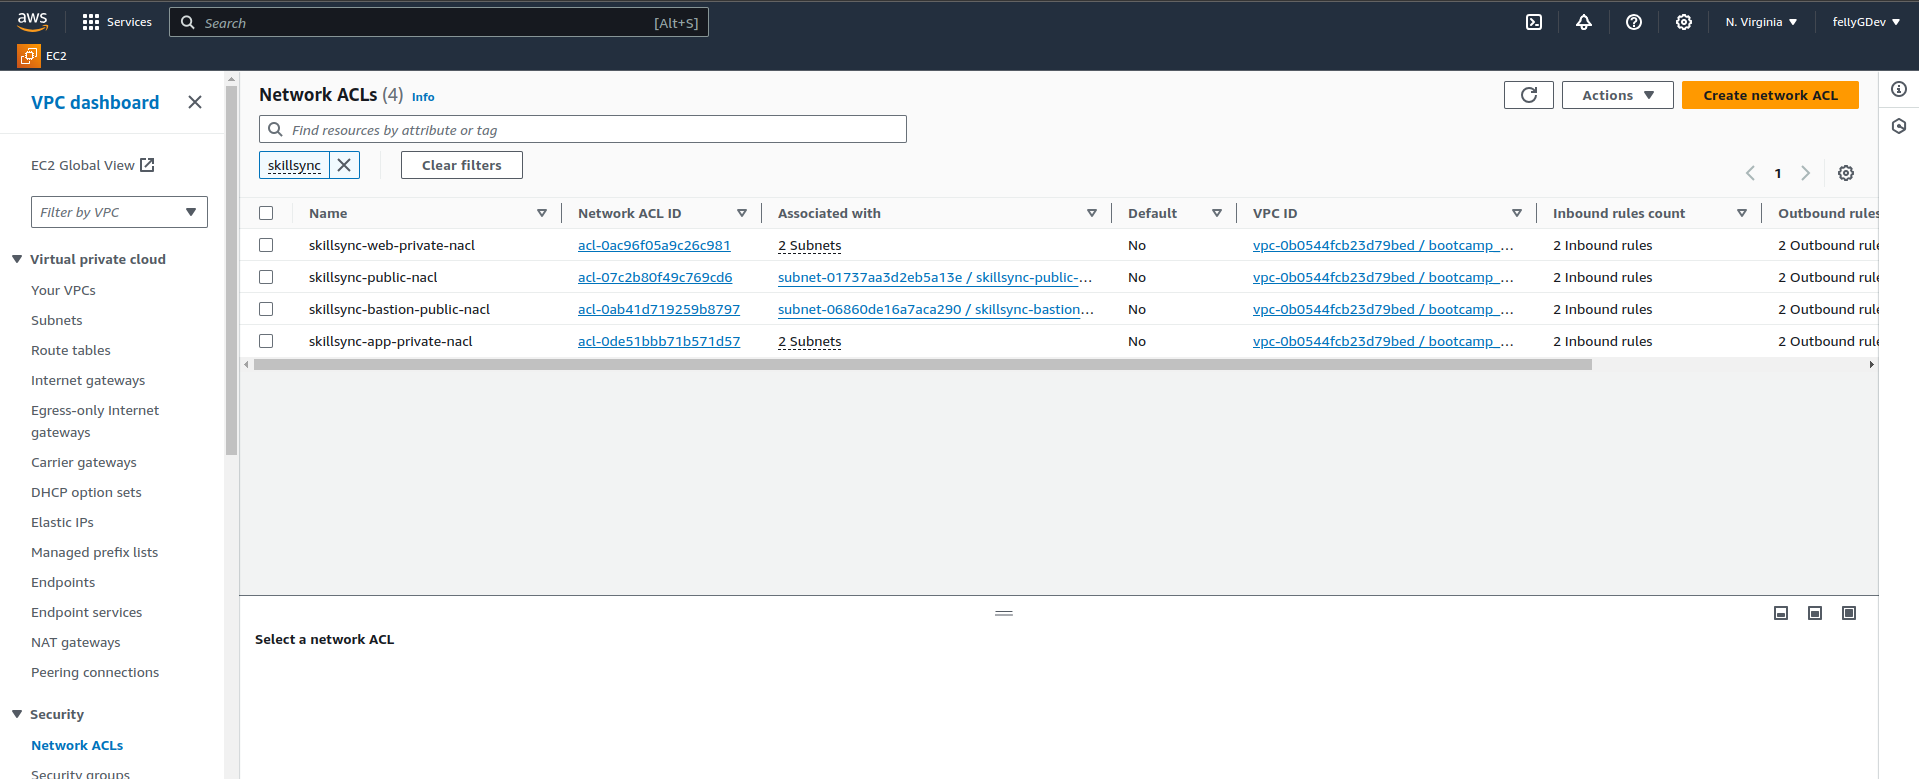 aws
Services
Search
[Alt+S]
N. Virginia
fellyGDev
EC2
VPC dashboard
EC2 Global View
Filter by VPC
Virtual private cloud
Your VPCs
Subnets
Route tables
Internet gateways
Egress-only Internet
gateways
Carrier gateways
DHCP option sets
Elastic IPs
Managed prefix lists
Endpoints
Endpoint services
NAT gateways
Peering connections
Security
Network ACLs
Security groups
Network ACLs (4) Info
Actions
Create network ACL
Find resources by attribute or tag
skillsync
Clear filters
1
Name Network ACL ID Associated with Default VPC ID Inbound rules count Outbound rules
skillsync-web-private-nacl acl-0ac96f05a9c26c981 2 Subnets No vpc-0b0544fcb23d79bed / bootcamp_... 2 Inbound rules 2 Outbound rule
skillsync-public-nacl acl-07c2b80f49c769cd6 subnet-01737aa3d2eb5a13e / skillsync-public-... No vpc-0b0544fcb23d79bed / bootcamp_... 2 Inbound rules 2 Outbound rule
skillsync-bastion-public-nacl acl-0ab41d719259b8797 subnet-06860de16a7aca290 / skillsync-bastion... No vpc-0b0544fcb23d79bed / bootcamp_... 2 Inbound rules 2 Outbound rule
skillsync-app-private-nacl acl-0de51bbb71b571d57 2 Subnets No vpc-0b0544fcb23d79bed / bootcamp_... 2 Inbound rules 2 Outbound rule
Select a network ACL